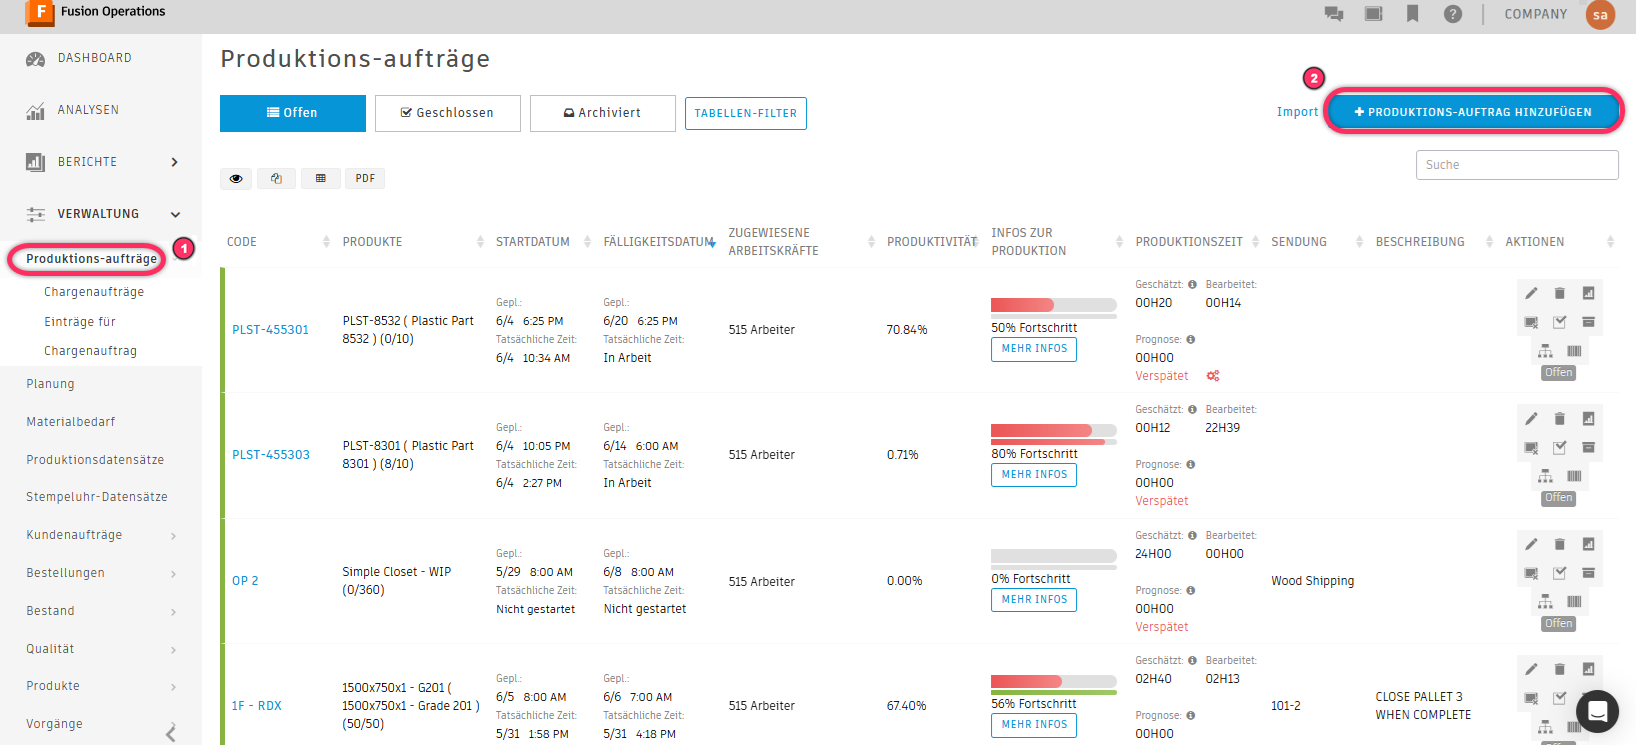 F Fusion Operations
COMPANY
sa
DASHBOARD
ANALYSEN
BERICHTE
VERWALTUNG
Produktions-aufträge
1
Chargenaufträge
Einträge für
Chargenauftrag
Planung
Materialbedarf
Produktionsdatensätze
Stempeluhr-Datensätze
Kundenaufträge
Bestellungen
Bestand
Qualität
Produkte
Vorgänge
Produktions-aufträge
Offen
Geschlossen
Archiviert
TABELLEN-FILTER
Import
2
+ PRODUKTIONS-AUFTRAG HINZUFÜGEN
Suche
PDF
CODE
PRODUKTE
STARTDATUM
FÄLLIGKEITSDATUM
ZUGEWIESENE
ARBEITSKRÄFTE
PRODUKTIVITÄT
INFOS ZUR
PRODUKTION
PRODUKTIONSZEIT
SENDUNG
BESCHREIBUNG
AKTIONEN
PLST-455301
PLST-8532 ( Plastic Part
8532 ) (0/10)
Gepl.:
6/4 6:25 PM
Tatsächliche Zeit:
6/4 10:34 AM
Gepl.:
6/20 6:25 PM
Tatsächliche Zeit:
In Arbeit
515 Arbeiter
70.84%
50% Fortschritt
MEHR INFOS
Geschätzt: Bearbeitet:
00H20 00H14
Prognose:
00H00
Verspätet
Offen
PLST-455303
PLST-8301 ( Plastic Part
8301 ) (8/10)
Gepl.:
6/4 10:05 PM
Tatsächliche Zeit:
6/4 2:27 PM
Gepl.:
6/14 6:00 AM
Tatsächliche Zeit:
In Arbeit
515 Arbeiter
0.71%
80% Fortschritt
MEHR INFOS
Geschätzt: Bearbeitet:
00H12 22H39
Prognose:
00H00
Verspätet
Offen
OP 2
Simple Closet - WIP
(0/360)
Gepl.:
5/29 8:00 AM
Tatsächliche Zeit:
Nicht gestartet
Gepl.:
6/8 8:00 AM
Tatsächliche Zeit:
Nicht gestartet
515 Arbeiter
0.00%
0% Fortschritt
MEHR INFOS
Geschätzt: Bearbeitet:
24H00 00H00
Prognose:
00H00
Verspätet
Wood Shipping
Offen
1F - RDX
1500x750x1 - G201 (
1500x750x1 - Grade 201 )
(50/50)
Gepl.:
6/5 8:00 AM
Tatsächliche Zeit:
5/31 1:58 PM
Gepl.:
6/6 7:00 AM
Tatsächliche Zeit:
5/31 4:18 PM
515 Arbeiter
67.40%
56% Fortschritt
MEHR INFOS
Geschätzt: Bearbeitet:
02H40 02H13
Prognose:
00H00
101-2
CLOSE PALLET 3
WHEN COMPLETE